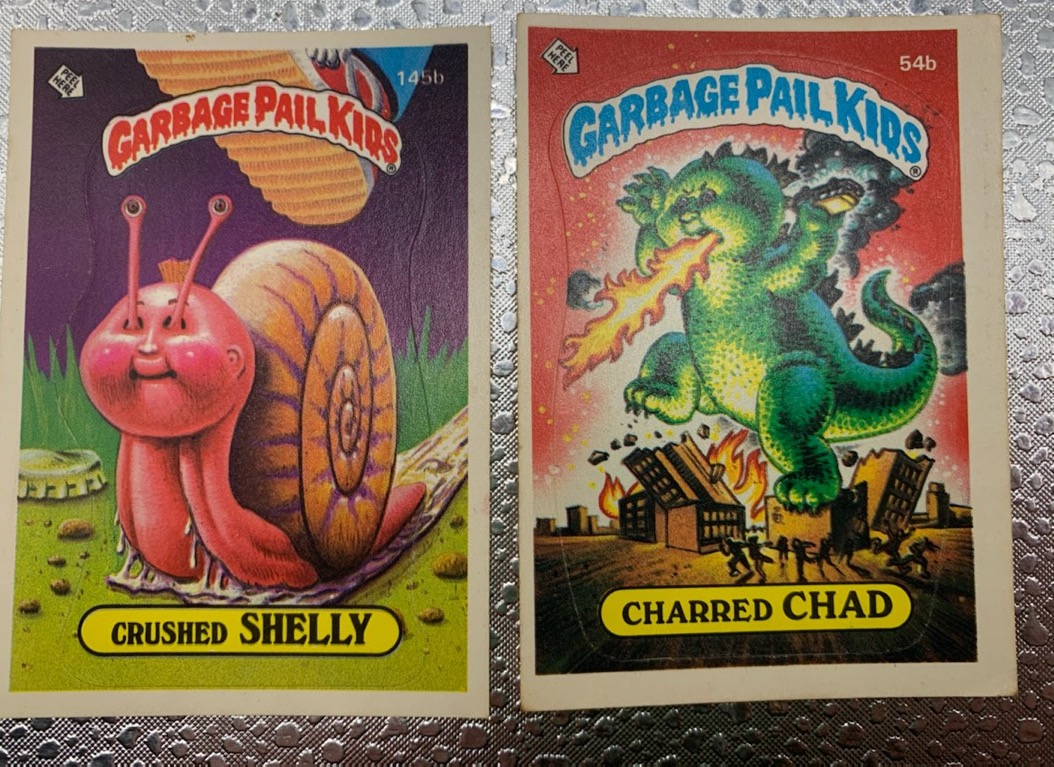 PEEL HERE
145b
GARBAGE PAIL KIDS®
CRUSHED SHELLY
PEEL HERE
54b
GARBAGE PAIL KIDS®
CHARRED CHAD